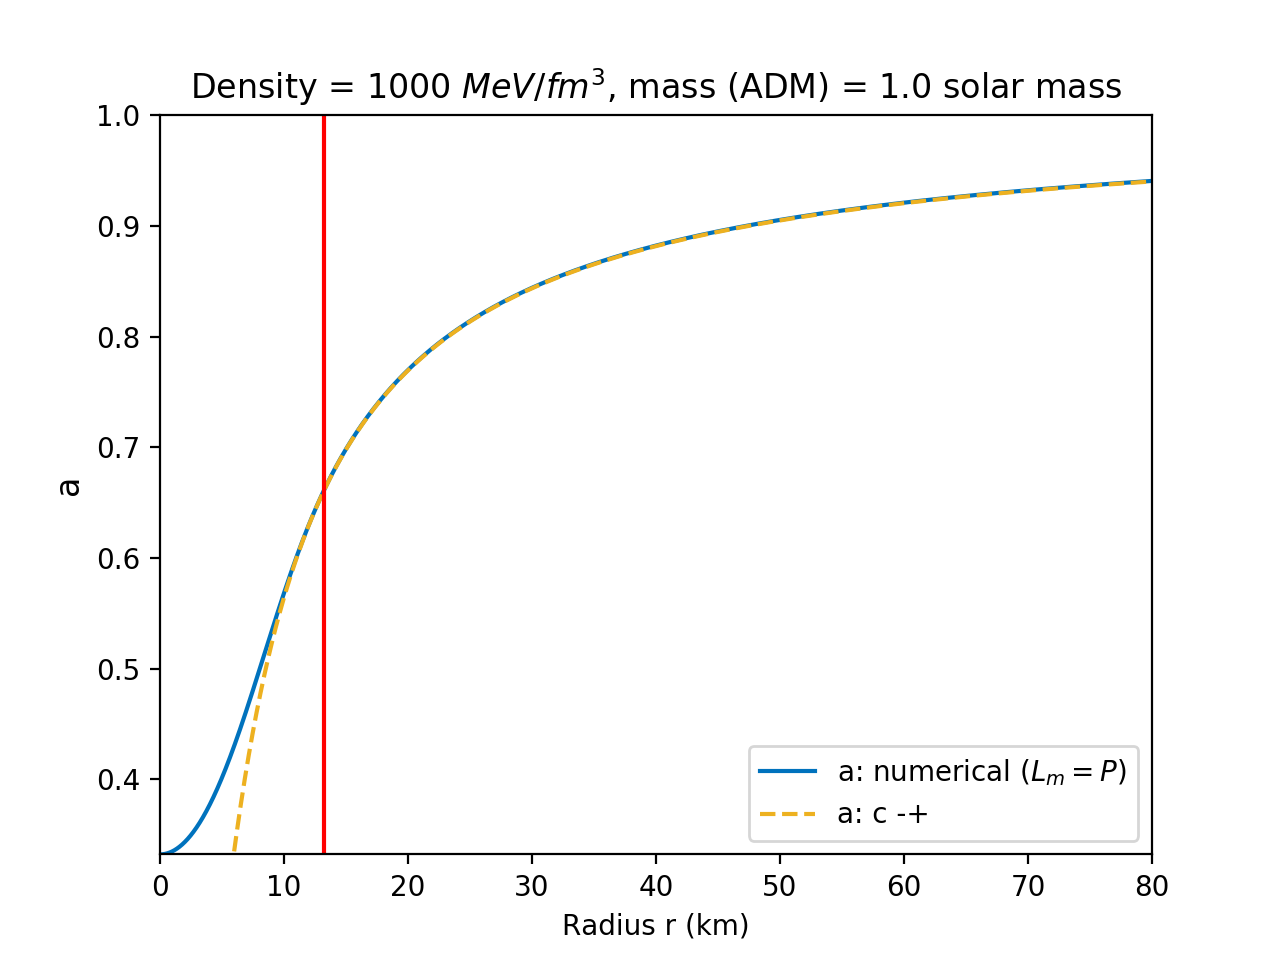 Density = 1000 MeV/fm³, mass (ADM) = 1.0 solar mass
1.0
0.9
0.8
0.7
0.6
0.5
0.4
a
a: numerical (Lₘ = P)
a: c -+
0 10 20 30 40 50 60 70 80
Radius r (km)